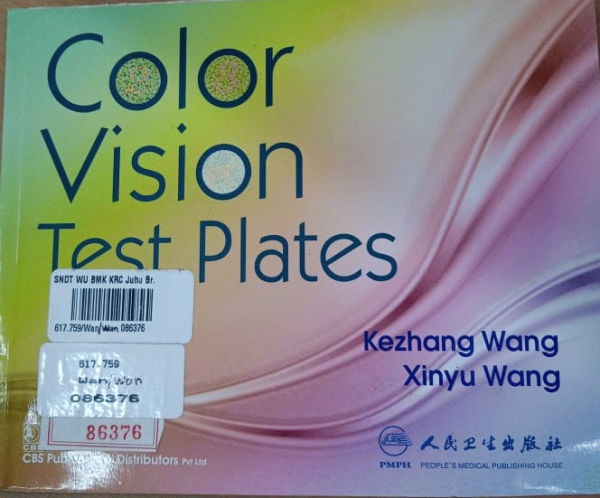 Color
Vision
Test Plates
SNDT WU BMK KRC Juhu Br.
617.759/Wan/Wan 086376
617.759
Wan/Wan
086376
86376
Kezhang Wang
Xinyu Wang
CBS
CBS Publishers & Distributors Pvt Ltd
人民卫生出版社
PMPH PEOPLE'S MEDICAL PUBLISHING HOUSE